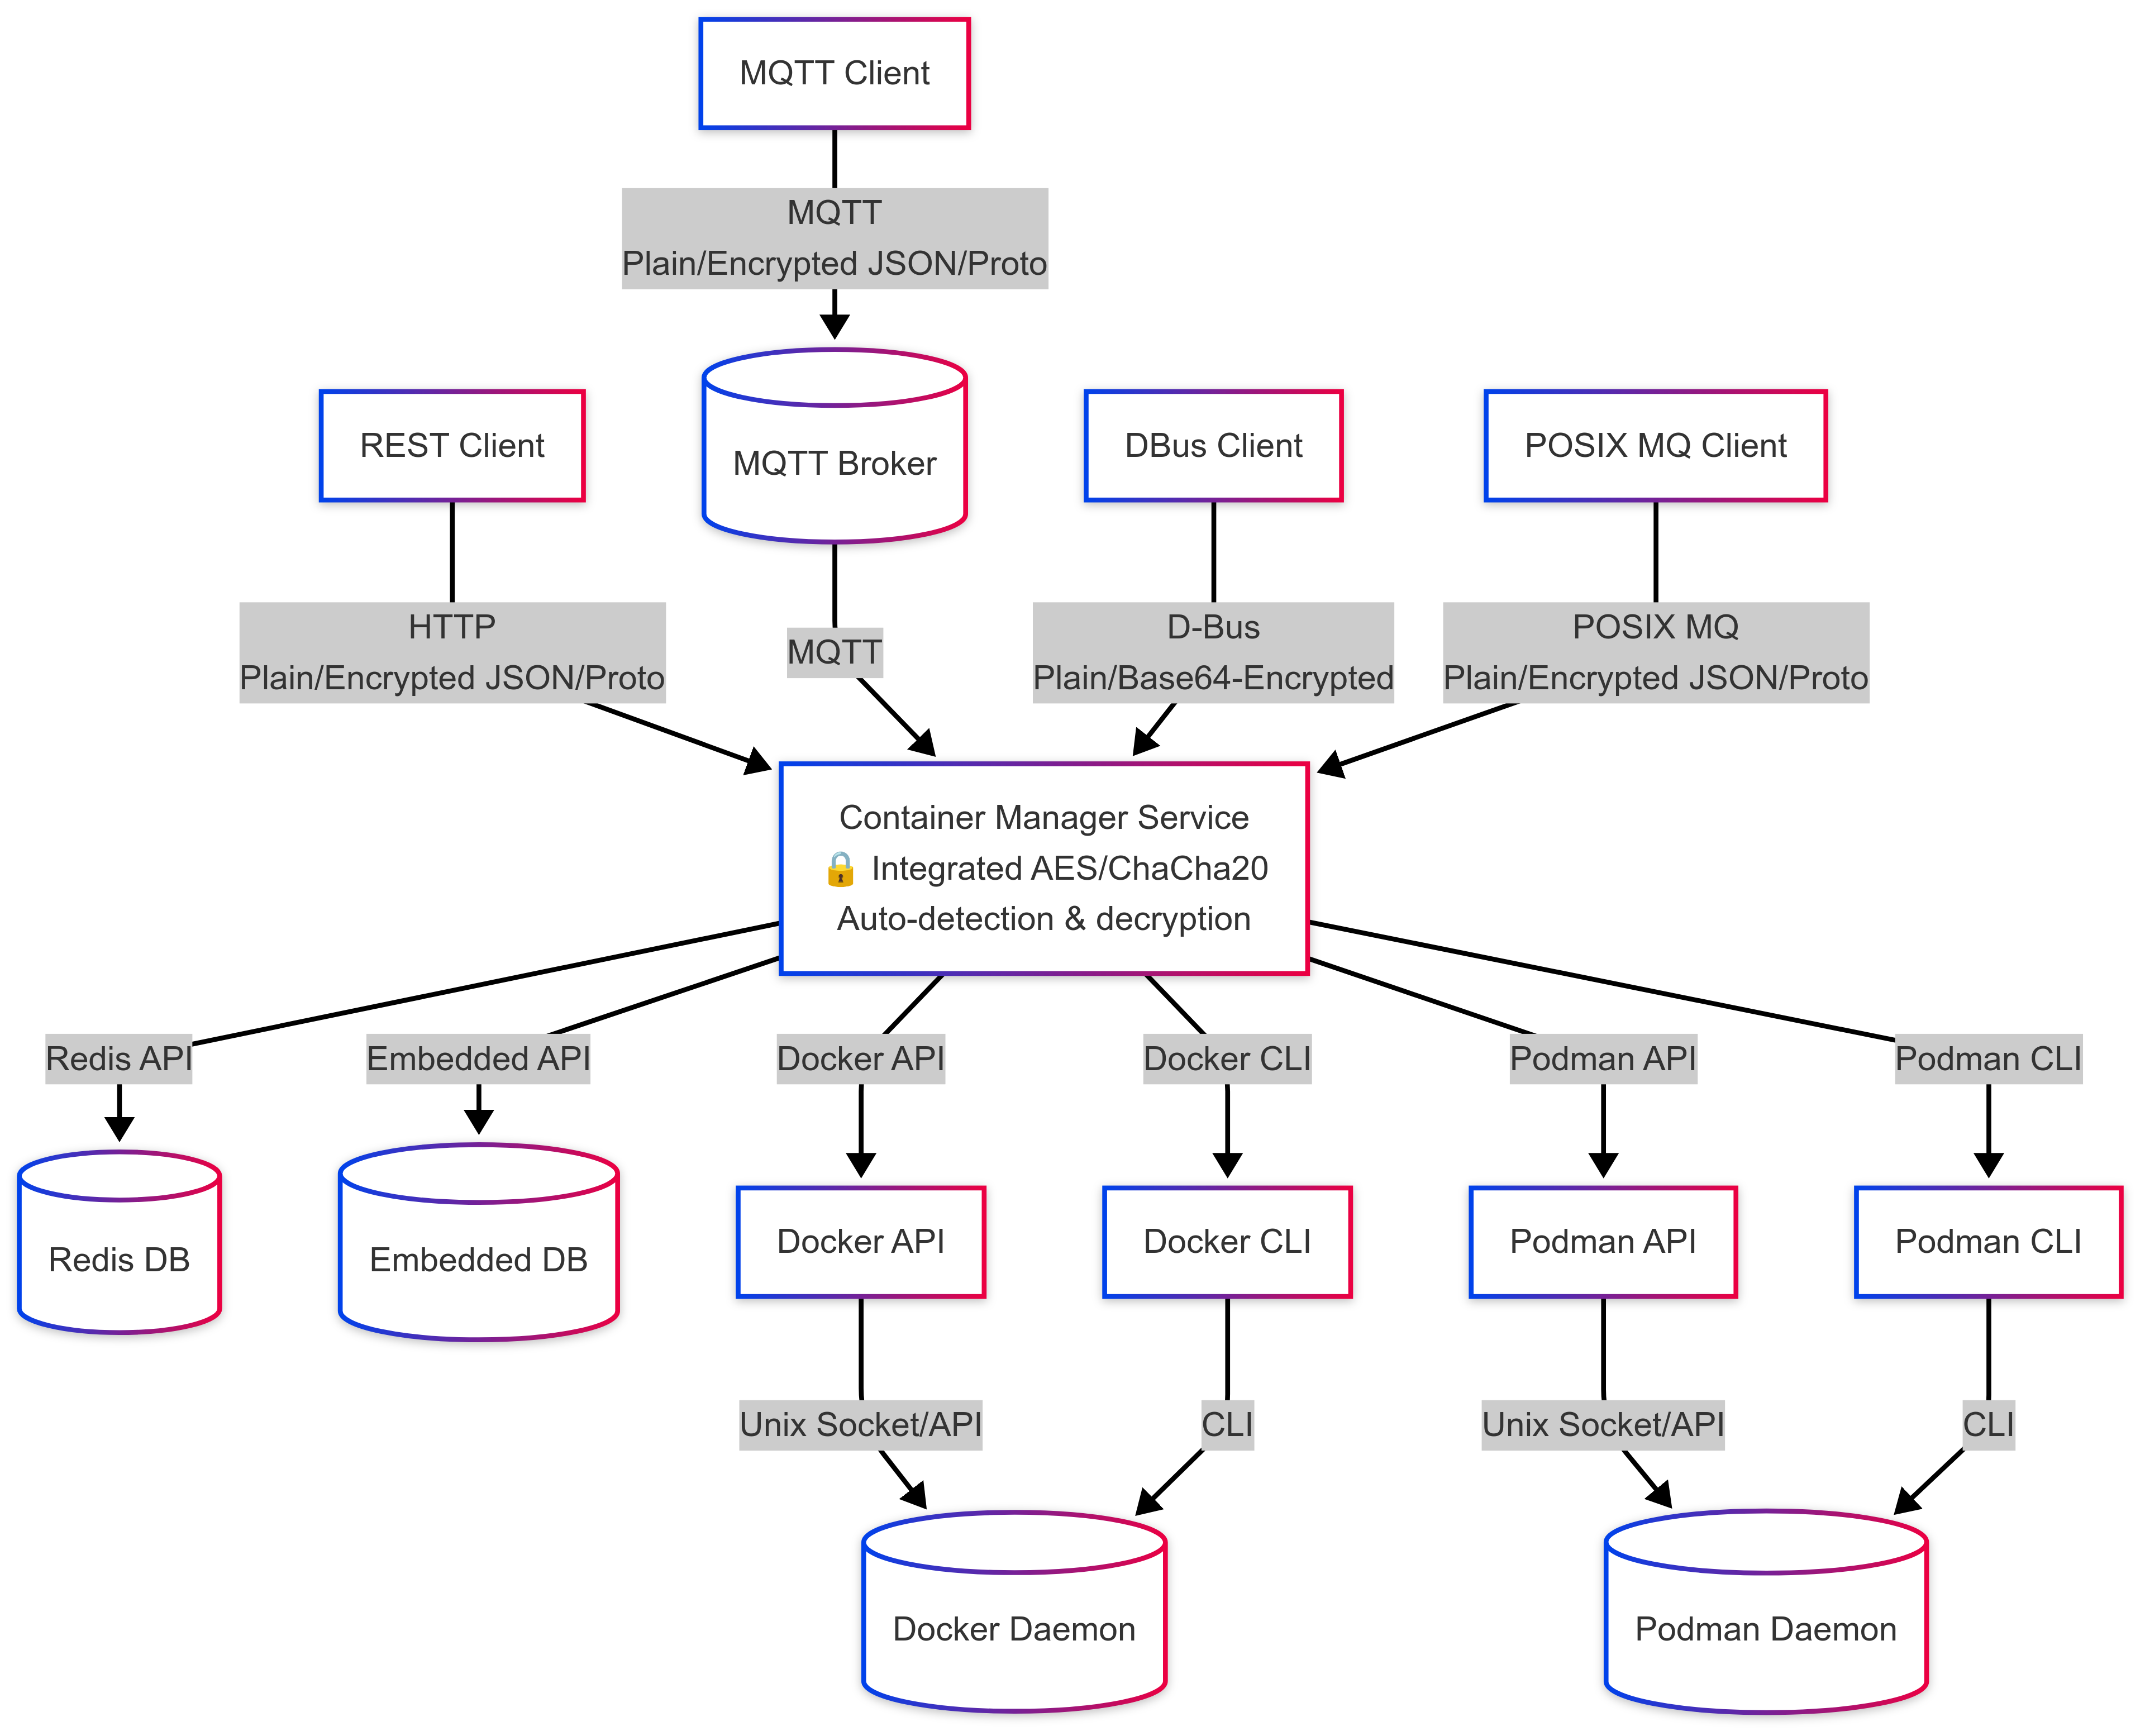 MQTT Client
MQTT
Plain/Encrypted JSON/Proto
REST Client
MQTT Broker
DBus Client
POSIX MQ Client
HTTP
Plain/Encrypted JSON/Proto
MQTT
D-Bus
Plain/Base64-Encrypted
POSIX MQ
Plain/Encrypted JSON/Proto
Container Manager Service
🔒 Integrated AES/ChaCha20
Auto-detection & decryption
Redis API
Embedded API
Docker API
Docker CLI
Podman API
Podman CLI
Redis DB
Embedded DB
Docker API
Docker CLI
Podman API
Podman CLI
Unix Socket/API
CLI
Unix Socket/API
CLI
Docker Daemon
Podman Daemon